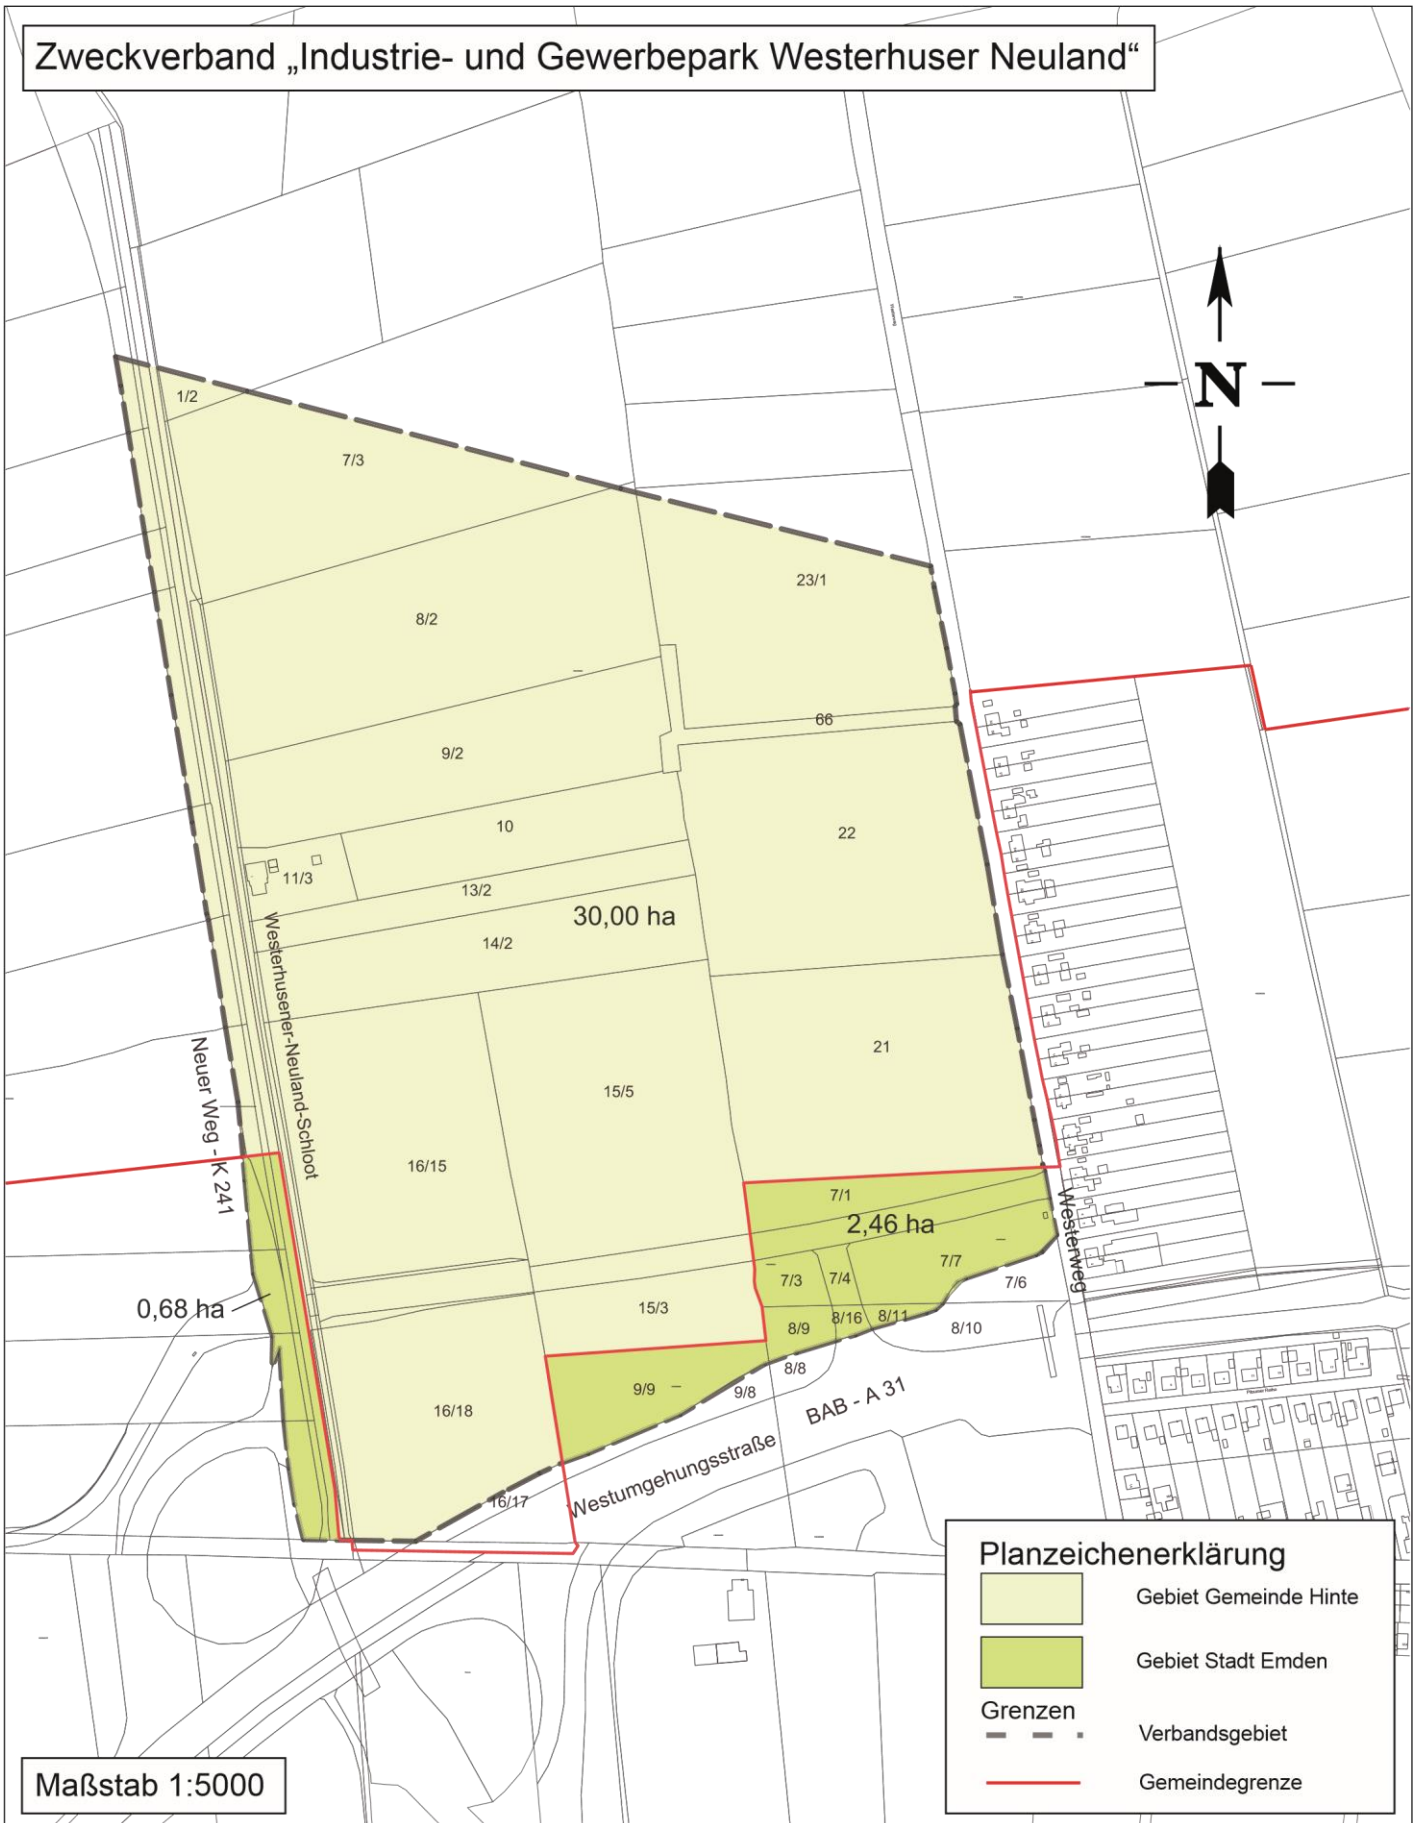 Zweckverband „Industrie- und Gewerbepark Westerhuser Neuland“
N
1/2
7/3
23/1
8/2
66
9/2
10
22
11/3
13/2
30,00 ha
14/2
Westerhusener-Neuland-Schloot
Neuer Weg - K 241
21
15/5
16/15
7/1
2,46 ha
Westerweg
7/7
7/3
7/4
7/6
0,68 ha
15/3
8/16
8/11
8/9
8/10
8/8
9/9
9/8
BAB - A 31
16/18
Westumgehungsstraße
16/17
Planzeichenerklärung
Gebiet Gemeinde Hinte
Gebiet Stadt Emden
Grenzen
Verbandsgebiet
Gemeindegrenze
Maßstab 1:5000